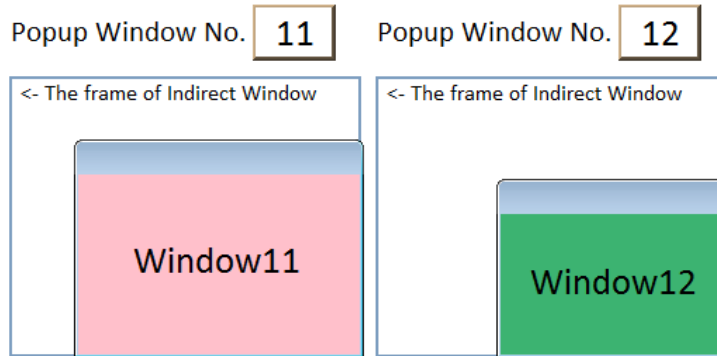 Popup Window No. 11
Popup Window No. 12
<- The frame of Indirect Window
<- The frame of Indirect Window
Window11
Window12